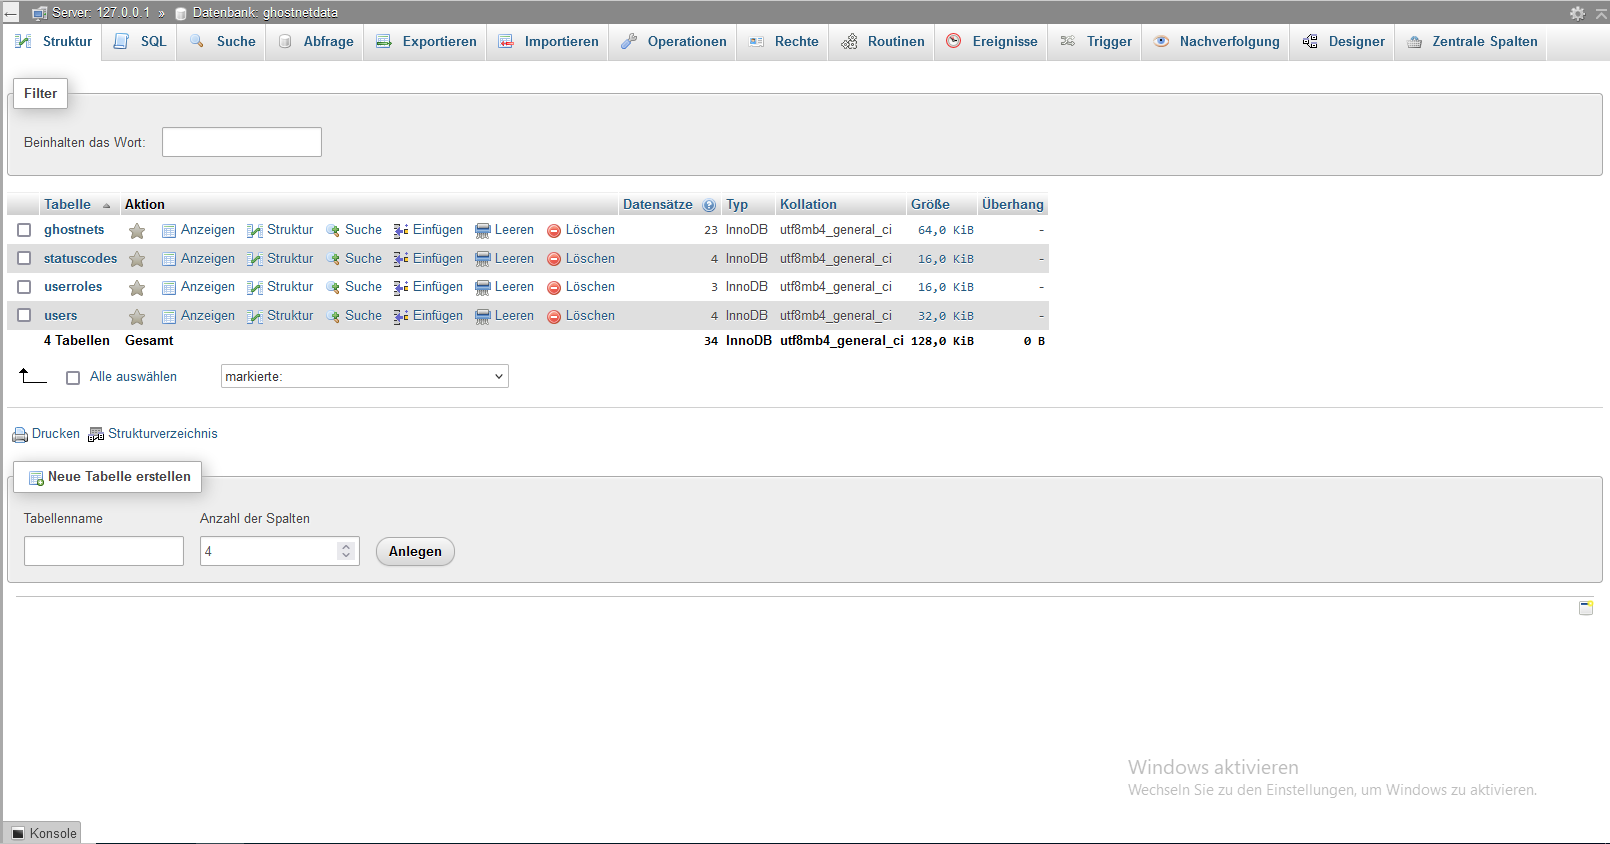 ← Server: 127.0.0.1 » Datenbank: ghostnetdata
Struktur SQL Suche Abfrage Exportieren Importieren Operationen Rechte Routinen Ereignisse Trigger Nachverfolgung Designer Zentrale Spalten
Filter
Beinhalten das Wort:
Tabelle Aktion Datensätze Typ Kollation Größe Überhang
ghostnets Anzeigen Struktur Suche Einfügen Leeren Löschen 23 InnoDB utf8mb4_general_ci 64,0 KiB -
statuscodes Anzeigen Struktur Suche Einfügen Leeren Löschen 4 InnoDB utf8mb4_general_ci 16,0 KiB -
userroles Anzeigen Struktur Suche Einfügen Leeren Löschen 3 InnoDB utf8mb4_general_ci 16,0 KiB -
users Anzeigen Struktur Suche Einfügen Leeren Löschen 4 InnoDB utf8mb4_general_ci 32,0 KiB -
4 Tabellen Gesamt 34 InnoDB utf8mb4_general_ci 128,0 KiB 0 B
Alle auswählen markierte:
Drucken Strukturverzeichnis
Neue Tabelle erstellen
Tabellenname Anzahl der Spalten
4 Anlegen
Windows aktivieren
Wechseln Sie zu den Einstellungen, um Windows zu aktivieren.
Konsole